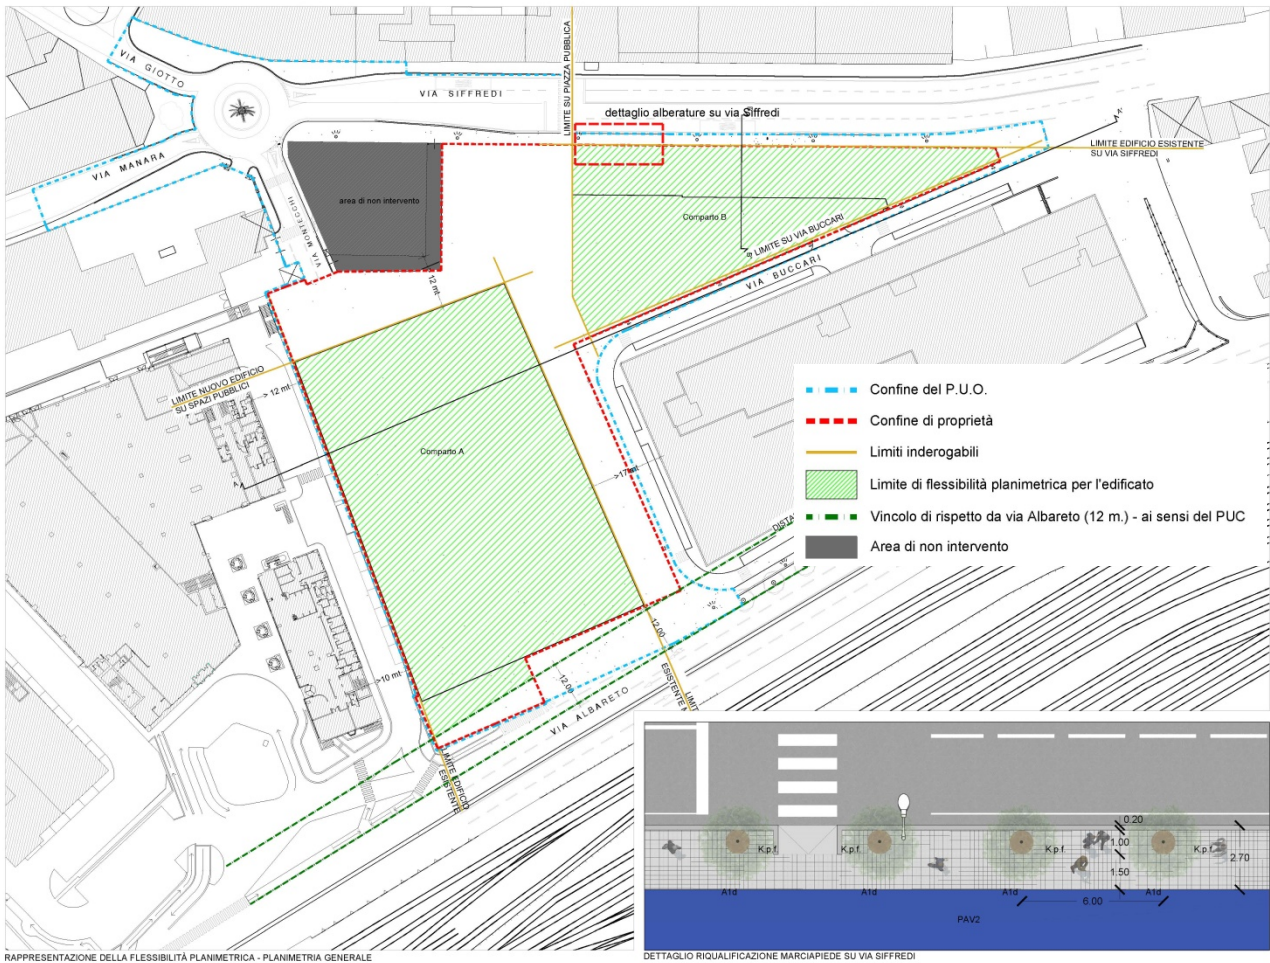 VIA GIOTTO
VIA SIFFREDI
LIMITE SU PIAZZA PUBBLICA
dettaglio alberature su via Siffredi
A'
LIMITE EDIFICIO ESISTENTE
SU VIA SIFFREDI
VIA MANARA
VIA MONTECCHI
area di non intervento
Comparto B
LIMITE SU VIA BUCCARI
VIA BUCCARI
12 mt
LIMITE NUOVO EDIFICIO
SU SPAZI PUBBLICI
> 12 mt
Comparto A
A
>17mt
Confine del P.U.O.
Confine di proprietà
Limiti inderogabili
Limite di flessibilità planimetrica per l'edificato
Vincolo di rispetto da via Albareto (12 m.) - ai sensi del PUC
Area di non intervento
DISTA
>10 mt
12.00
12.00
VIA ALBARETO
LIMITE EDIFICIO
ESISTENTE
0.20
1.00
1.50
2.70
K.p.f.
K.p.f.
K.p.f.
K.p.f.
A1d
A1d
A1d
A1d
6.00
PAV2
RAPPRESENTAZIONE DELLA FLESSIBILITÀ PLANIMETRICA - PLANIMETRIA GENERALE
DETTAGLIO RIQUALIFICAZIONE MARCIAPIEDE SU VIA SIFFREDI